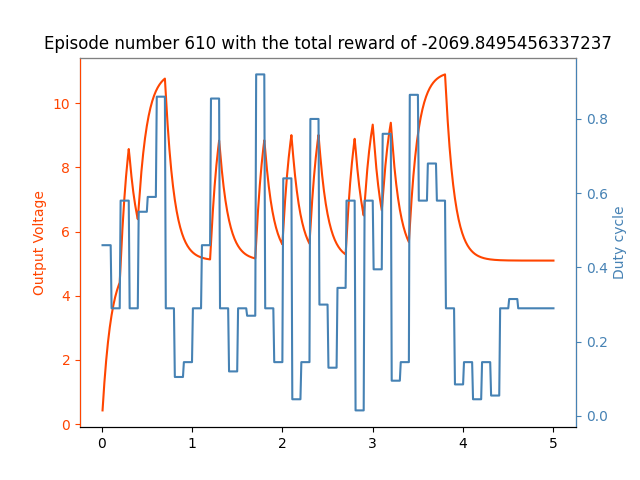 Episode number 610 with the total reward of -2069.8495456337237
Output Voltage
10
8
6
4
2
0
0.8
0.6
0.4
0.2
0.0
Duty cycle
0 1 2 3 4 5